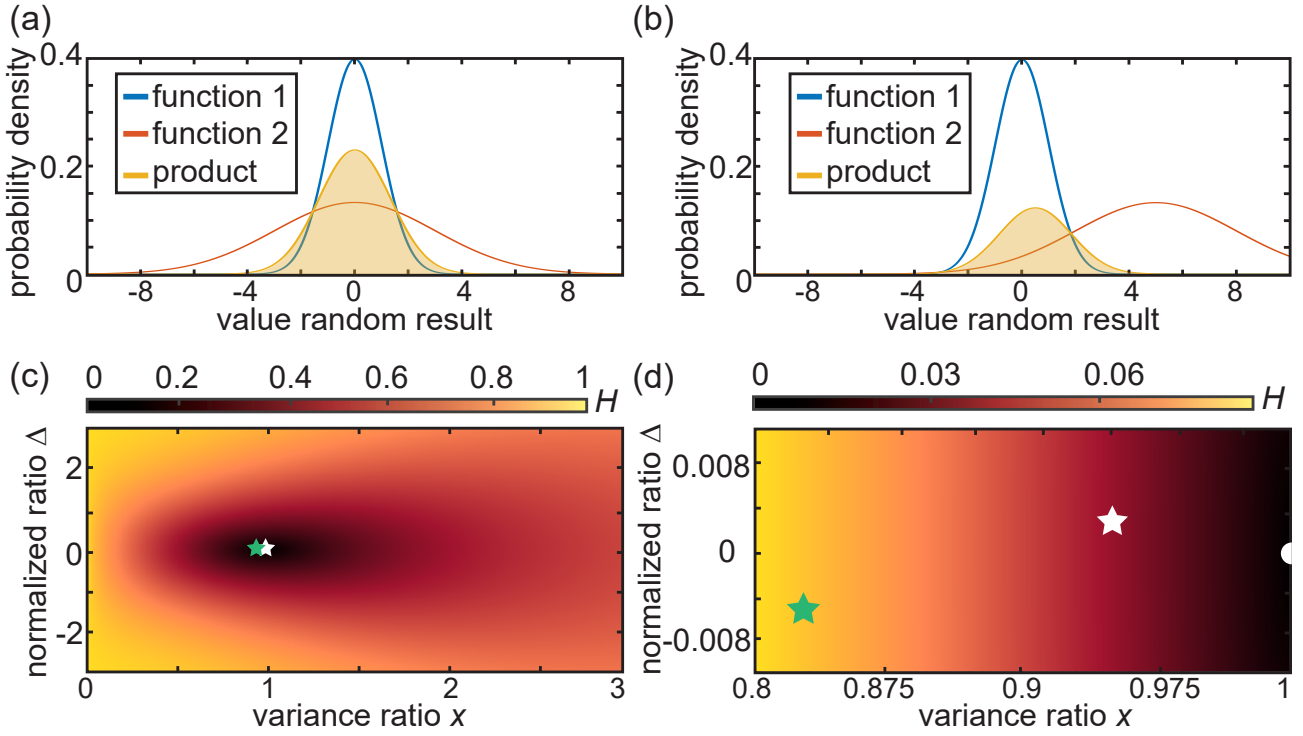 (a)
probability density
0.4
0.2
0
function 1
function 2
product
-8
-4
0
4
8
value random result
(b)
probability density
0.4
0.2
0
function 1
function 2
product
-8
-4
0
4
8
value random result
(c)
0
0.2
0.4
0.6
0.8
1
H
normalized ratio Δ
2
0
-2
0
1
2
3
variance ratio x
(d)
0
0.03
0.06
H
normalized ratio Δ
0.008
0
-0.008
0.8
0.875
0.9
0.975
1
variance ratio x